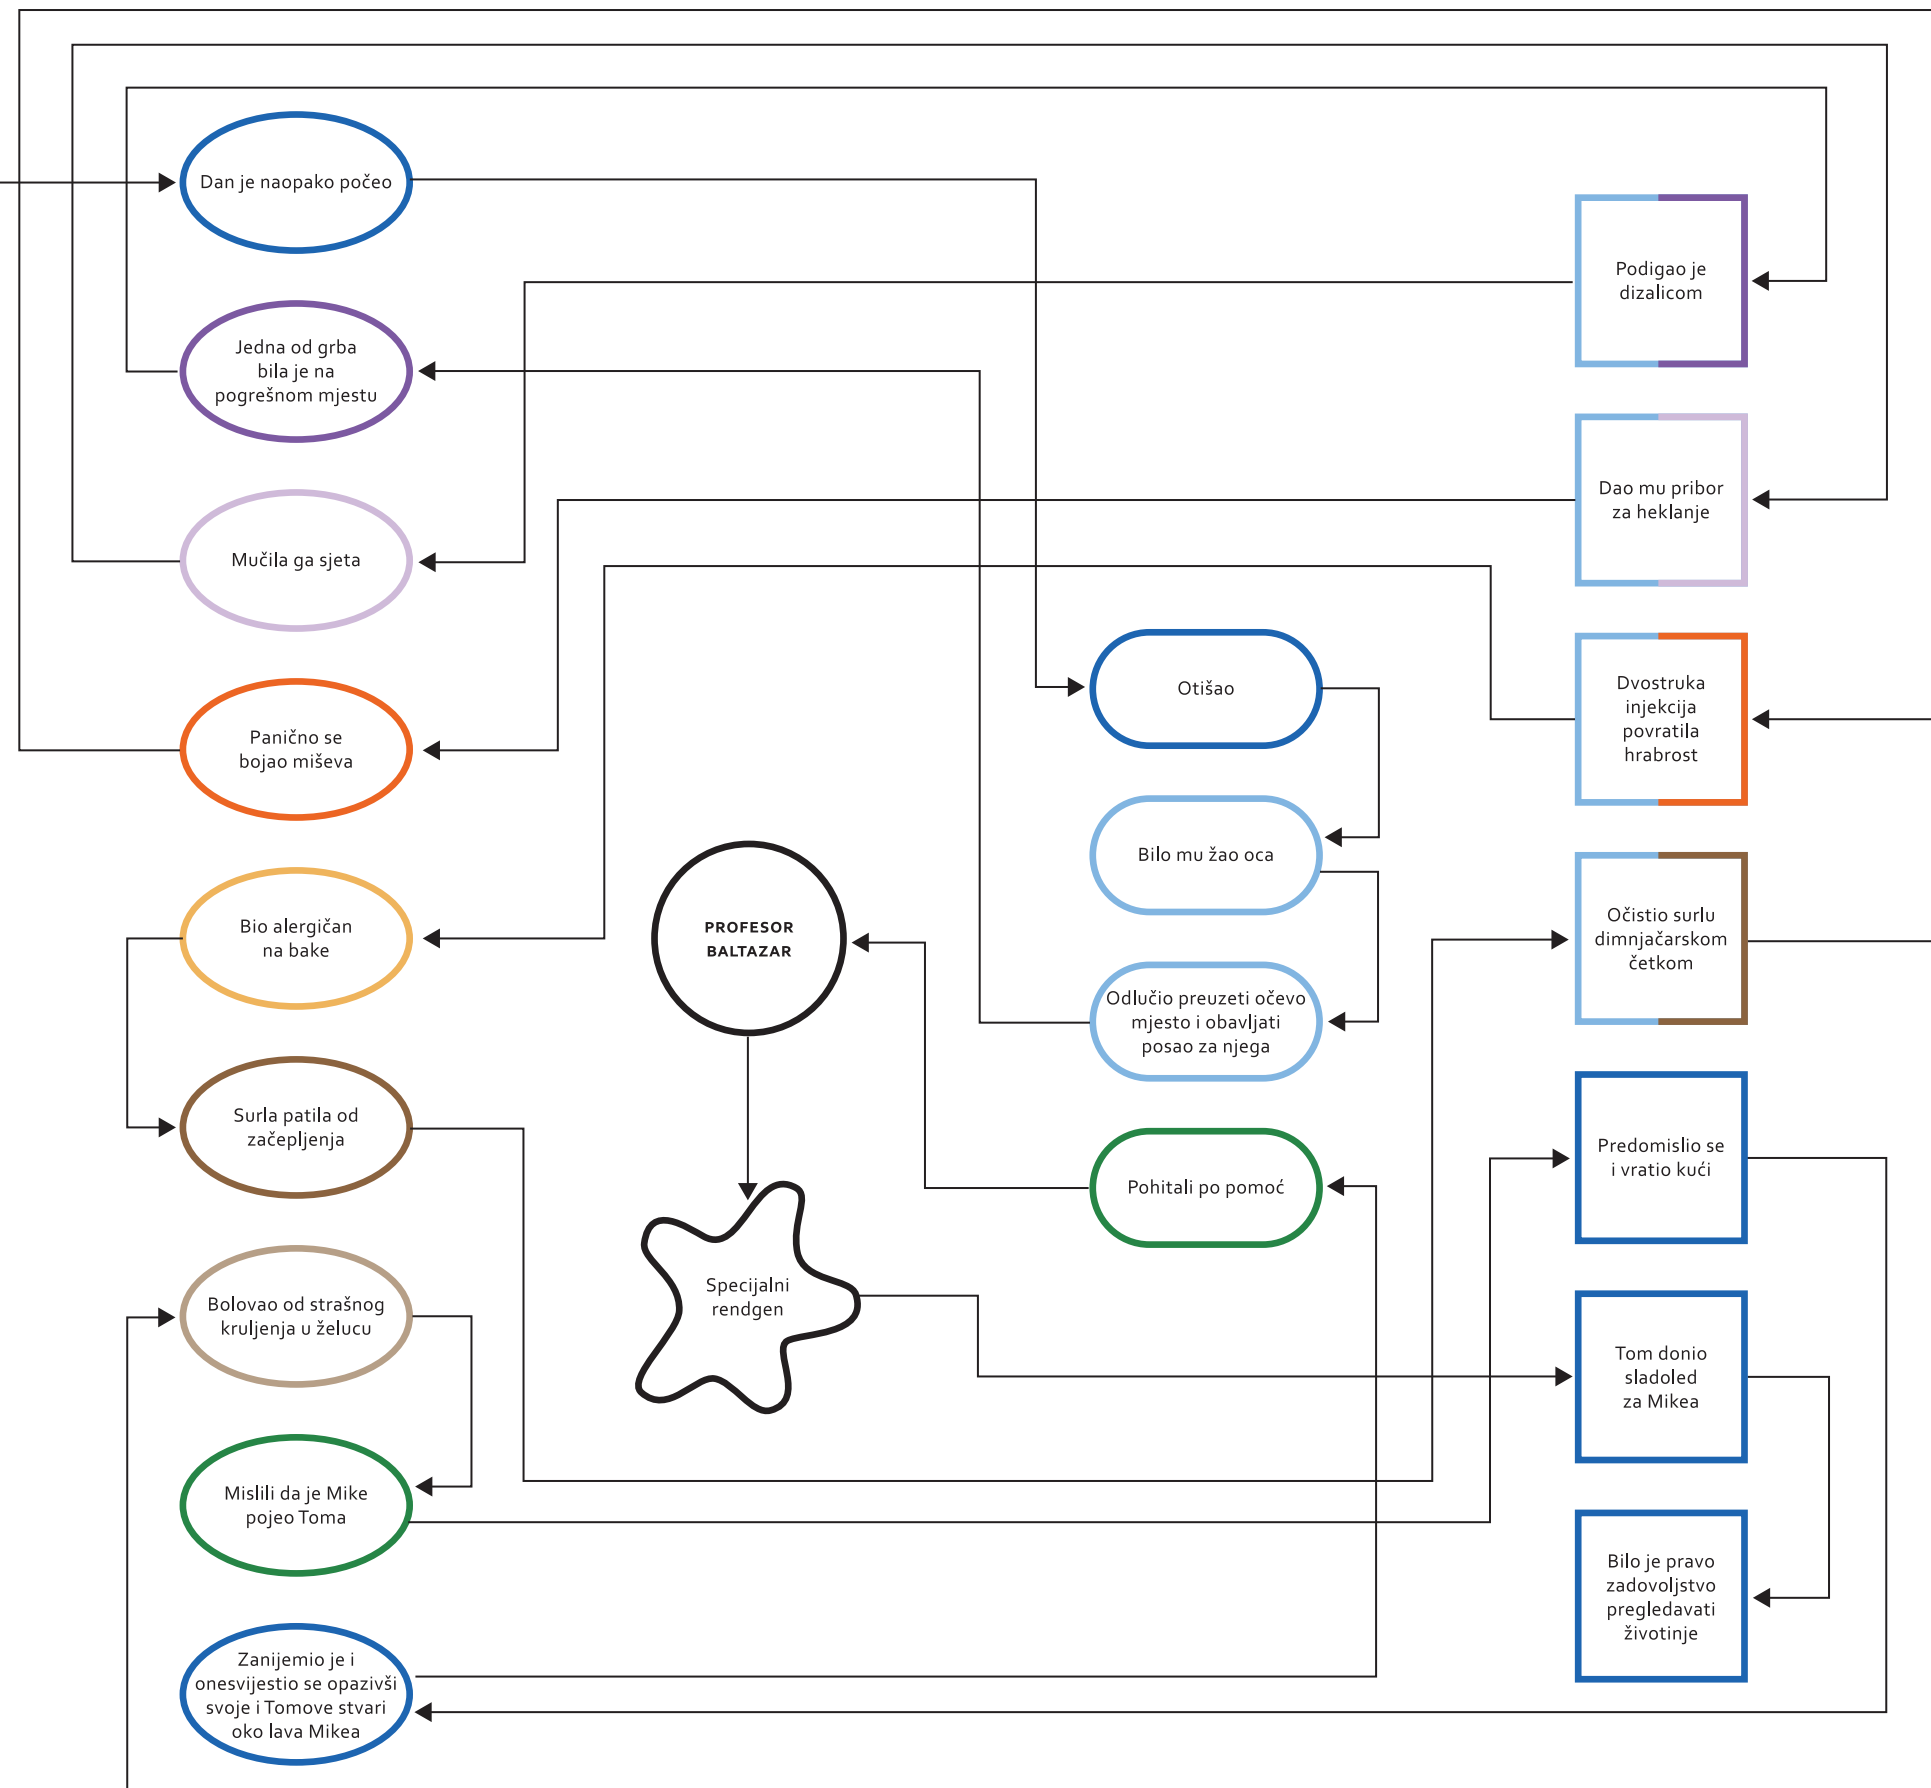 Dan je naopako počeo
Jedna od grba
bila je na
pogrešnom mjestu
Mučila ga sjeta
Panično se
bojao miševa
Bio alergičan
na bake
Surla patila od
začepljenja
Bolovao od strašnog
kruljenja u želucu
Mislili da je Mike
pojeo Toma
Zanijemio je i
onesvijestio se opazivši
svoje i Tomove stvari
oko lava Mikea
PROFESOR
BALTAZAR
Specijalni
rendgen
Otišao
Bilo mu žao oca
Odlučio preuzeti očevo
mjesto i obavljati
posao za njega
Pohitali po pomoć
Podigao je
dizalicom
Dao mu pribor
za heklanje
Dvostruka
injekcija
povratila
hrabrost
Očistio surlu
dimnjačarskom
četkom
Predomislio se
i vratio kući
Tom donio
sladoled
za Mikea
Bilo je pravo
zadovoljstvo
pregledavati
životinje